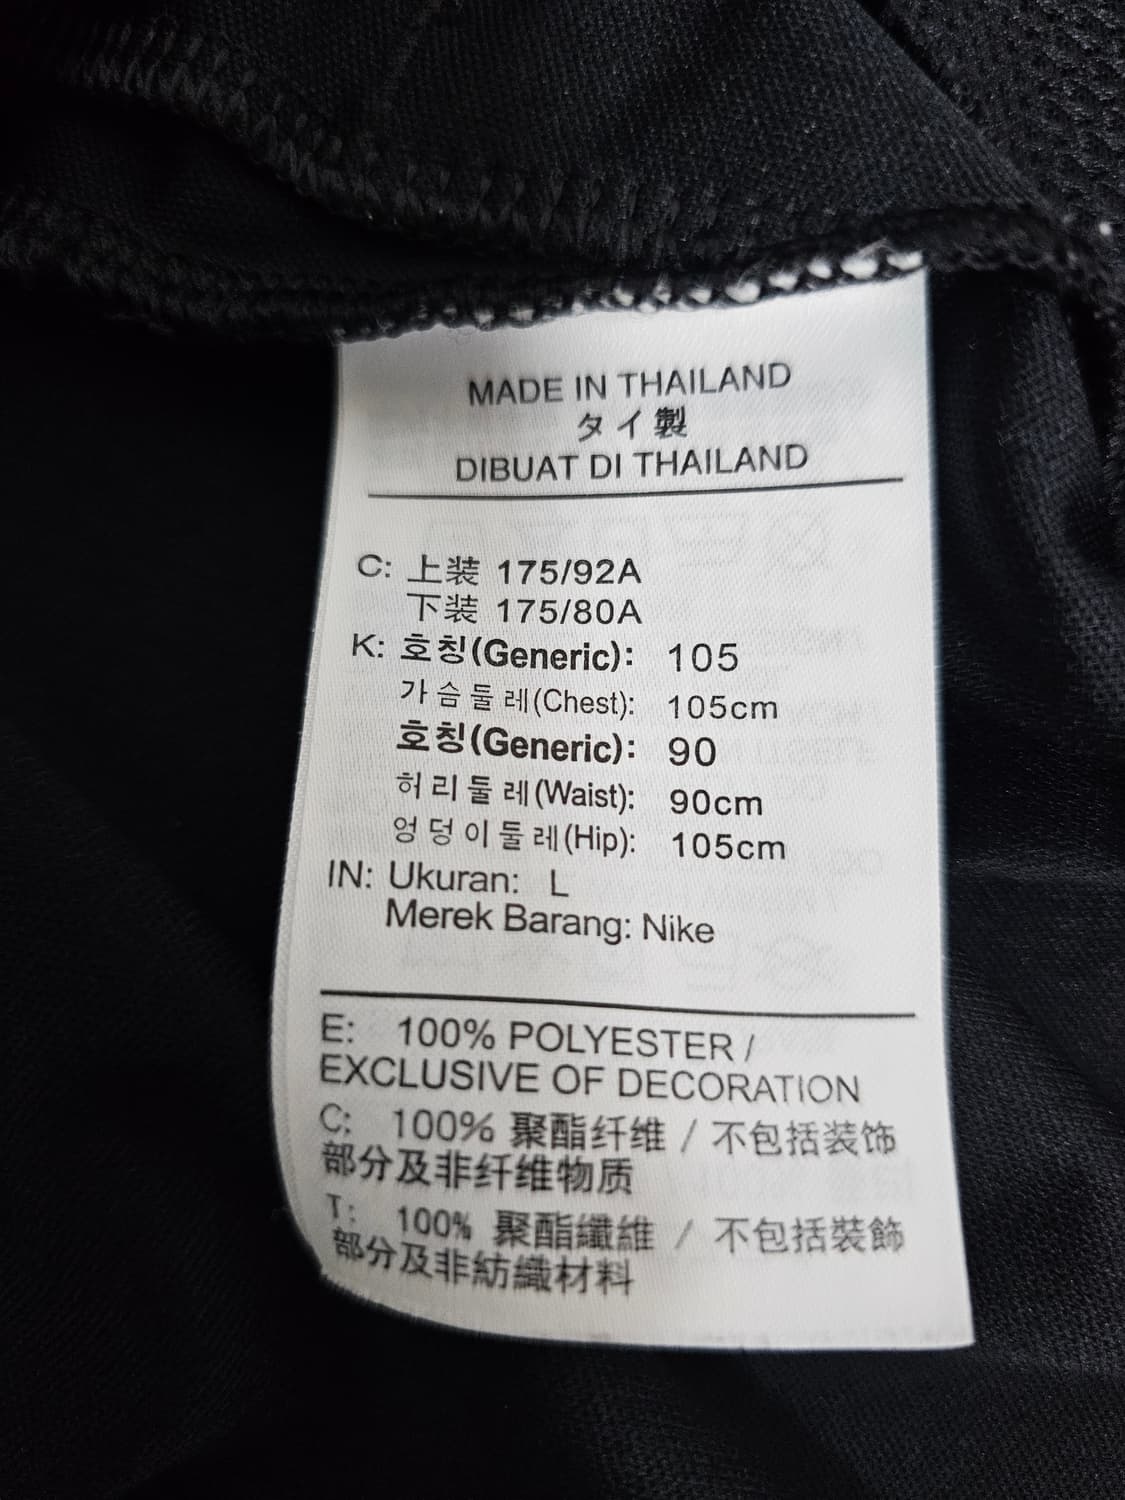 MADE IN THAILAND
タイ製
DIBUAT DI THAILAND
C: 上装 175/92A
下装 175/80A
K: 호칭(Generic): 105
가슴둘레(Chest): 105cm
호칭(Generic): 90
허리둘레(Waist): 90cm
엉덩이둘레(Hip): 105cm
IN: Ukuran: L
Merek Barang: Nike
E: 100% POLYESTER /
EXCLUSIVE OF DECORATION
C: 100% 聚酯纤维 / 不包括装饰
部分及非纤维物质
T: 100% 聚酯纖維 / 不包括裝飾
部分及非紡織材料